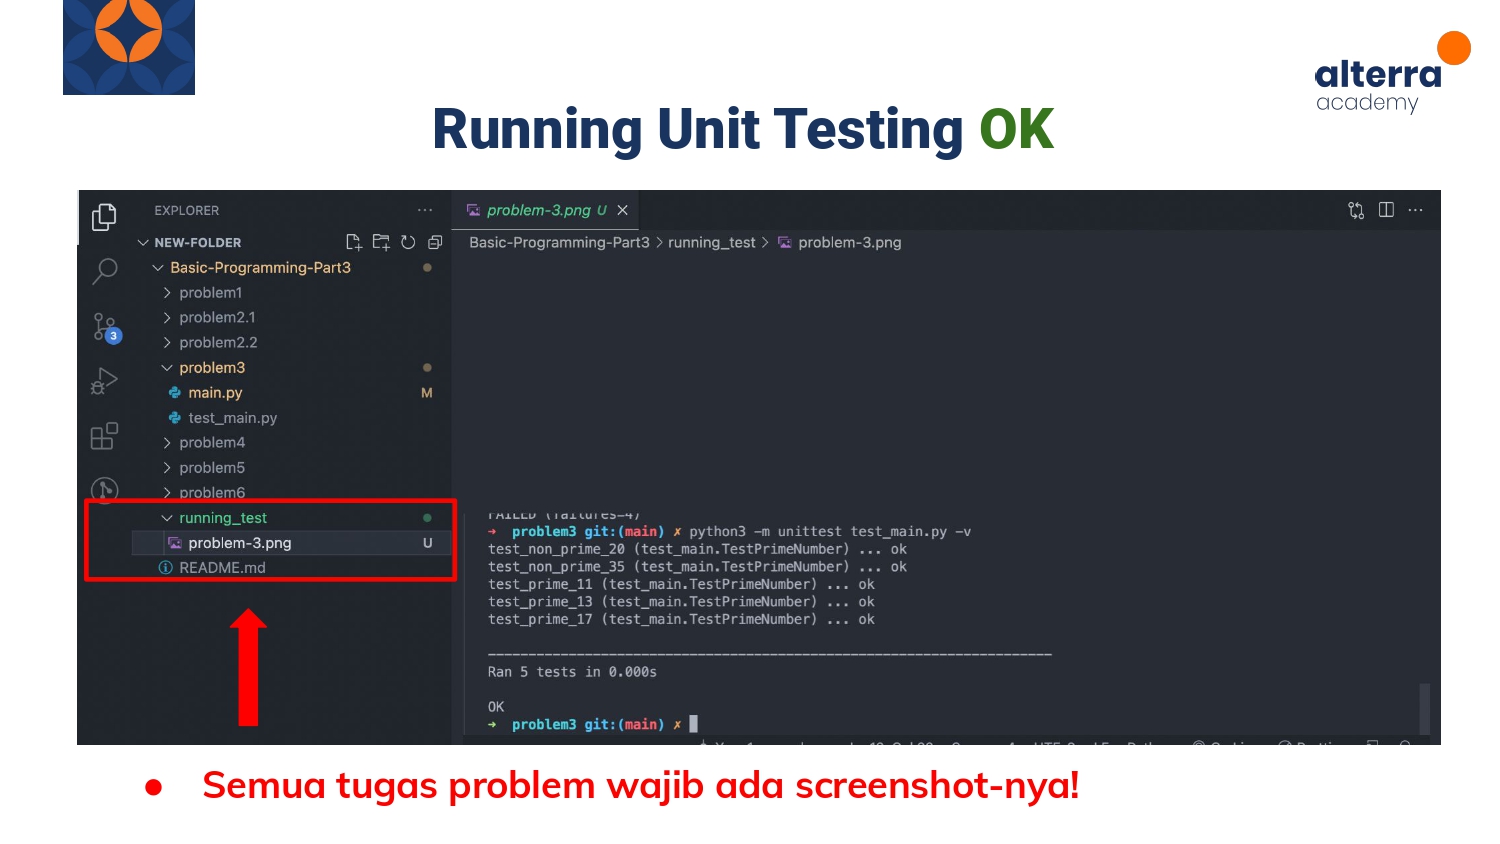 alterra
academy
Running Unit Testing OK
EXPLORER
NEW-FOLDER
Basic-Programming-Part3
problem1
problem2.1
problem2.2
problem3
main.py M
test_main.py
problem4
problem5
problem6
running_test
problem-3.png U
README.md
3
problem-3.png U
Basic-Programming-Part3 > running_test > problem-3.png
FAILED (failures=4)
→ problem3 git:(main) ✗ python3 -m unittest test_main.py -v
test_non_prime_20 (test_main.TestPrimeNumber) ... ok
test_non_prime_35 (test_main.TestPrimeNumber) ... ok
test_prime_11 (test_main.TestPrimeNumber) ... ok
test_prime_13 (test_main.TestPrimeNumber) ... ok
test_prime_17 (test_main.TestPrimeNumber) ... ok
----------------------------------------------------------------------
Ran 5 tests in 0.000s
OK
→ problem3 git:(main) ✗
● Semua tugas problem wajib ada screenshot-nya!